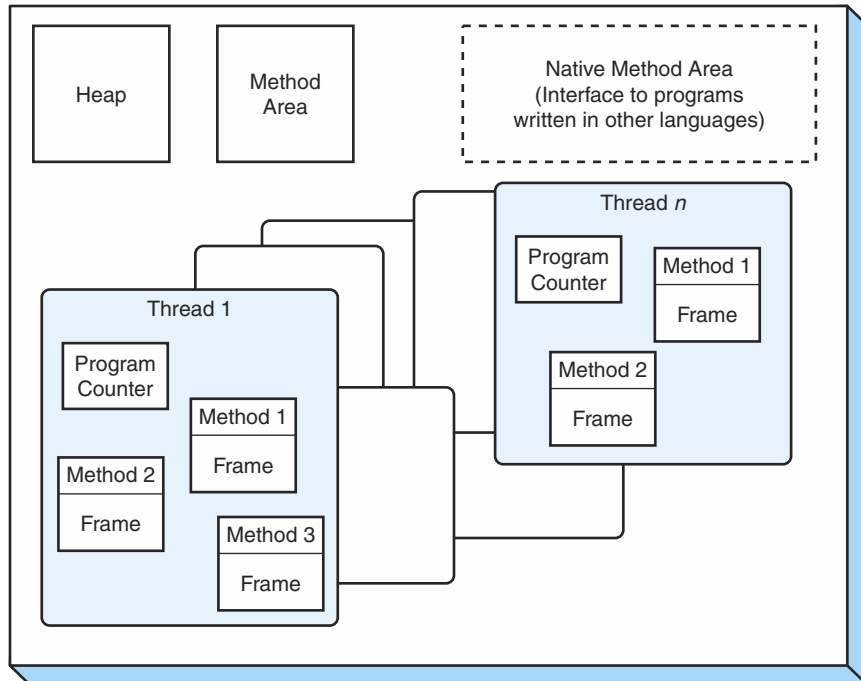 Heap
Method
Area
Native Method Area
(Interface to programs
written in other languages)
Thread n
Program
Counter
Method 1
Frame
Method 2
Frame
Thread 1
Program
Counter
Method 1
Frame
Method 2
Frame
Method 3
Frame